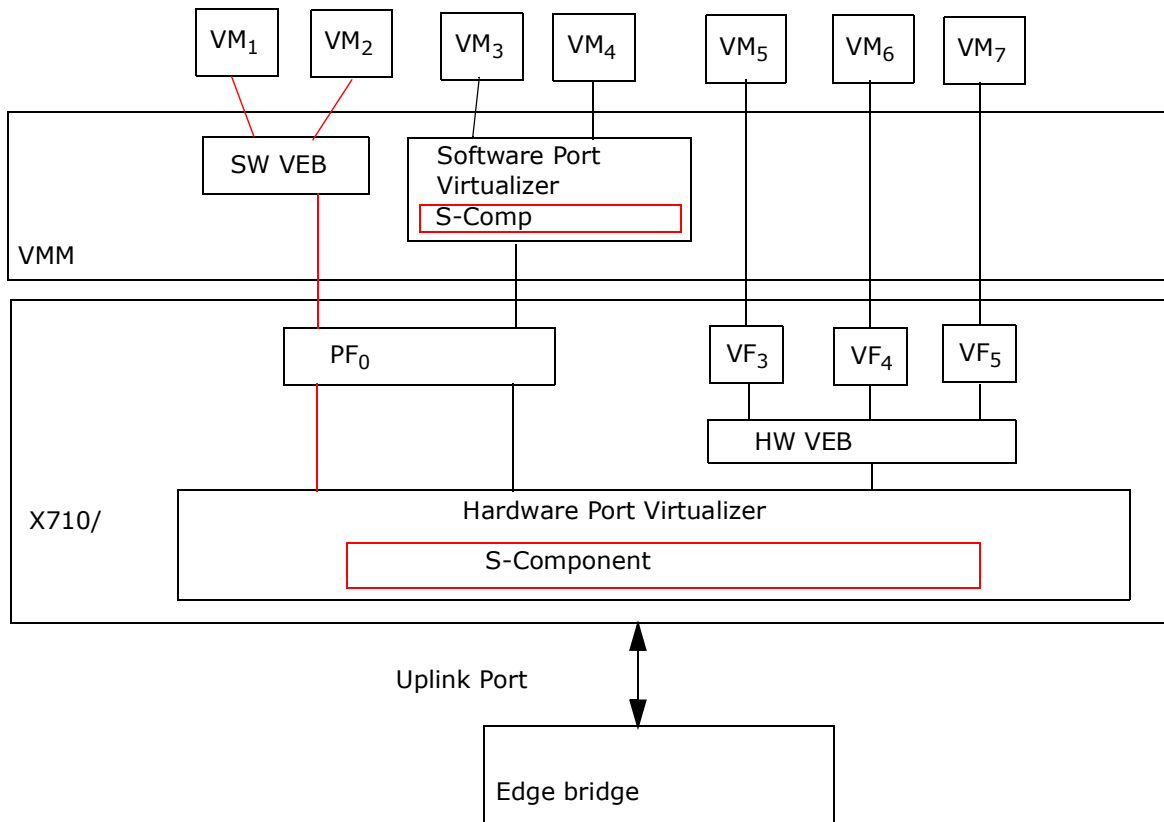 VM1
VM2
VM3
VM4
VM5
VM6
VM7
SW VEB
Software Port
Virtualizer
S-Comp
VMM
PF0
VF3
VF4
VF5
HW VEB
X710/
Hardware Port Virtualizer
S-Component
Uplink Port
Edge bridge